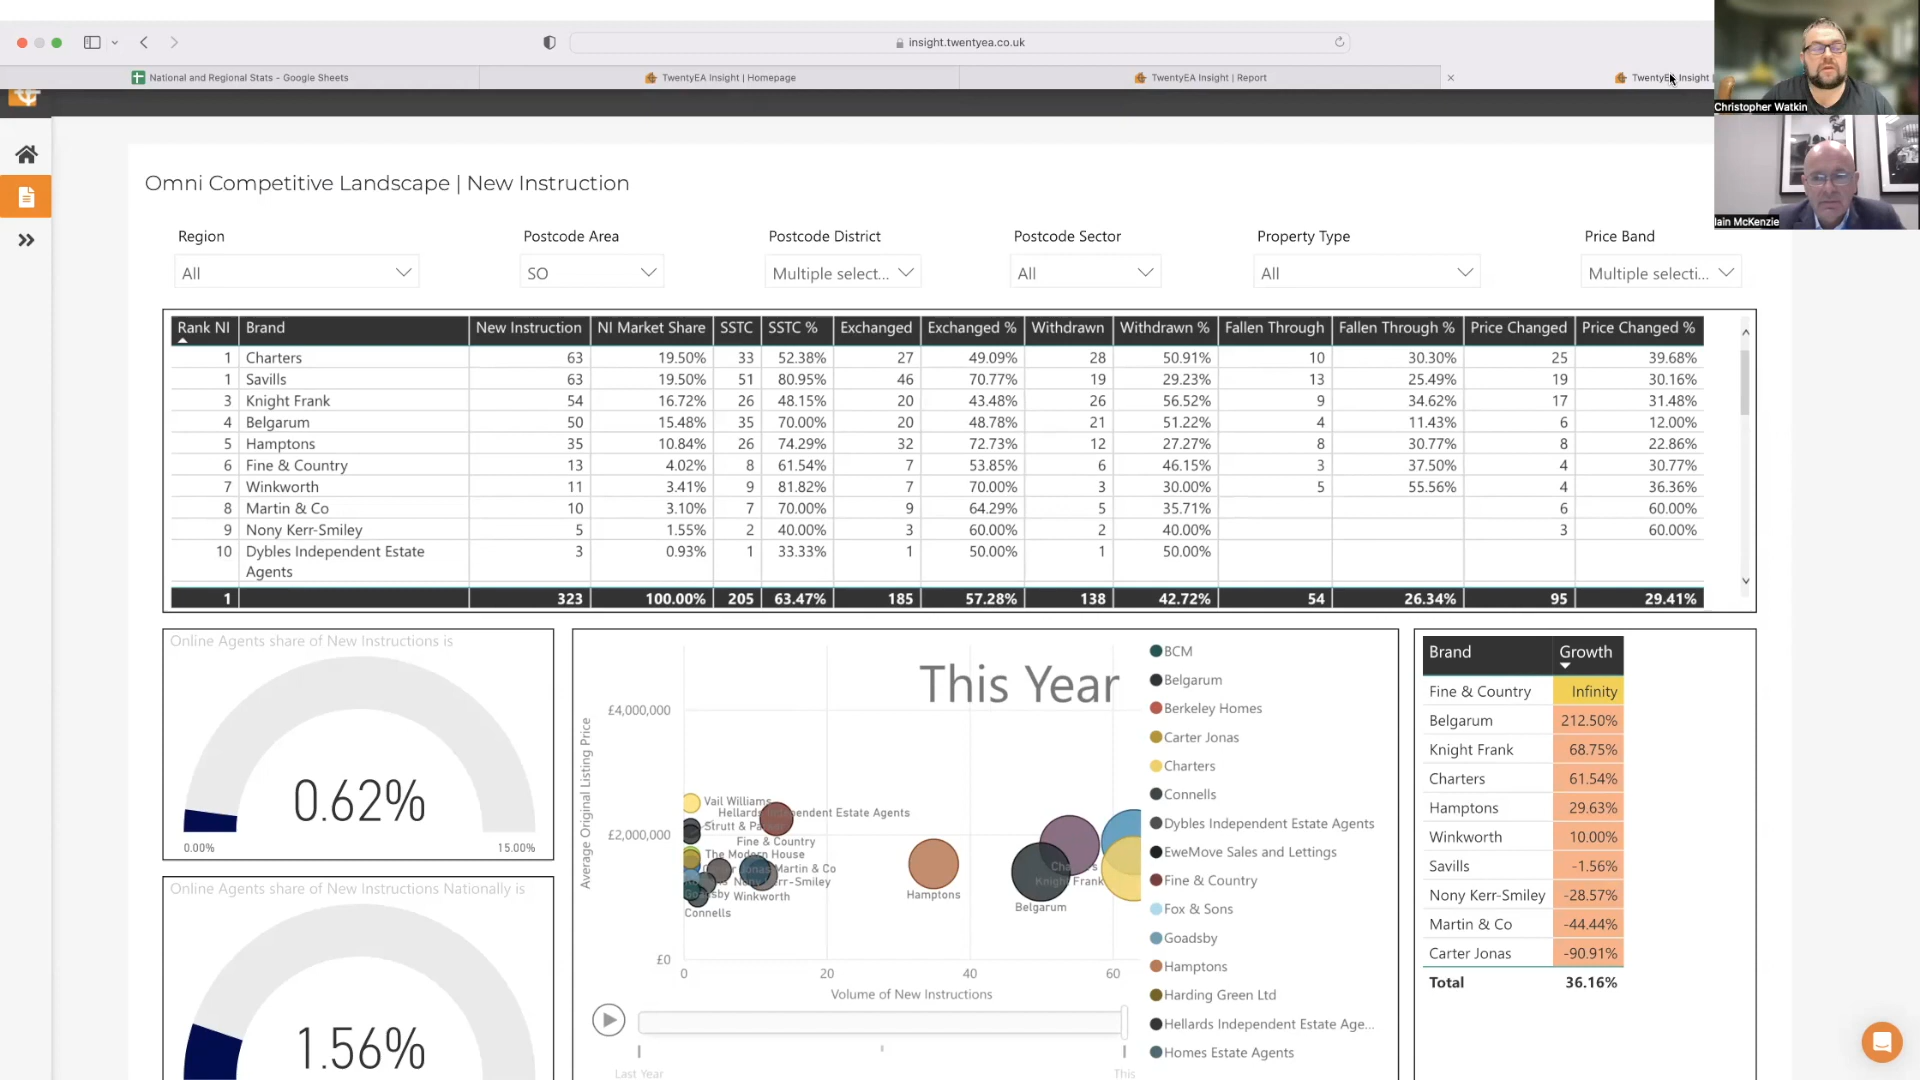 insight.twentyea.co.uk
National and Regional Stats - Google Sheets
TwentyEA Insight | Homepage
TwentyEA Insight | Report
TwentyEA Insight |
Christopher Watkin
Iain McKenzie
Omni Competitive Landscape | New Instruction
Region Postcode Area Postcode District Postcode Sector Property Type Price Band
All SO Multiple select... All All Multiple selecti...
Rank NI Brand New Instruction NI Market Share SSTC SSTC % Exchanged Exchanged % Withdrawn Withdrawn % Fallen Through Fallen Through % Price Changed Price Changed %
1 Charters 63 19.50% 33 52.38% 27 49.09% 28 50.91% 10 30.30% 25 39.68%
1 Savills 63 19.50% 51 80.95% 46 70.77% 19 29.23% 13 25.49% 19 30.16%
3 Knight Frank 54 16.72% 26 48.15% 20 43.48% 26 56.52% 9 34.62% 17 31.48%
4 Belgarum 50 15.48% 35 70.00% 20 48.78% 21 51.22% 4 11.43% 6 12.00%
5 Hamptons 35 10.84% 26 74.29% 32 72.73% 12 27.27% 8 30.77% 8 22.86%
6 Fine & Country 13 4.02% 8 61.54% 7 53.85% 6 46.15% 3 37.50% 4 30.77%
7 Winkworth 11 3.41% 9 81.82% 7 70.00% 3 30.00% 5 55.56% 4 36.36%
8 Martin & Co 10 3.10% 7 70.00% 9 64.29% 5 35.71% 6 60.00%
9 Nony Kerr-Smiley 5 1.55% 2 40.00% 3 60.00% 2 40.00% 3 60.00%
10 Dybles Independent Estate 3 0.93% 1 33.33% 1 50.00% 1 50.00%
Agents
1 323 100.00% 205 63.47% 185 57.28% 138 42.72% 54 26.34% 95 29.41%
Online Agents share of New Instructions is
0.62%
0.00% 15.00%
Online Agents share of New Instructions Nationally is
1.56%
This Year
Average Original Listing Price
£4,000,000
£2,000,000
£0
Vail Williams
Hellards Independent Estate Agents
Strutt &
Fine & Country
The Modern House
Martin & Co
Kerr-Smiley
Winkworth
Connells
Hamptons
Knight Frank
Belgarum
0 20 40 60
Volume of New Instructions
Last Year This
BCM
Belgarum
Berkeley Homes
Carter Jonas
Charters
Connells
Dybles Independent Estate Agents
EweMove Sales and Lettings
Fine & Country
Fox & Sons
Goadsby
Hamptons
Harding Green Ltd
Hellards Independent Estate Age...
Homes Estate Agents
Brand Growth
Fine & Country Infinity
Belgarum 212.50%
Knight Frank 68.75%
Charters 61.54%
Hamptons 29.63%
Winkworth 10.00%
Savills -1.56%
Nony Kerr-Smiley -28.57%
Martin & Co -44.44%
Carter Jonas -90.91%
Total 36.16%